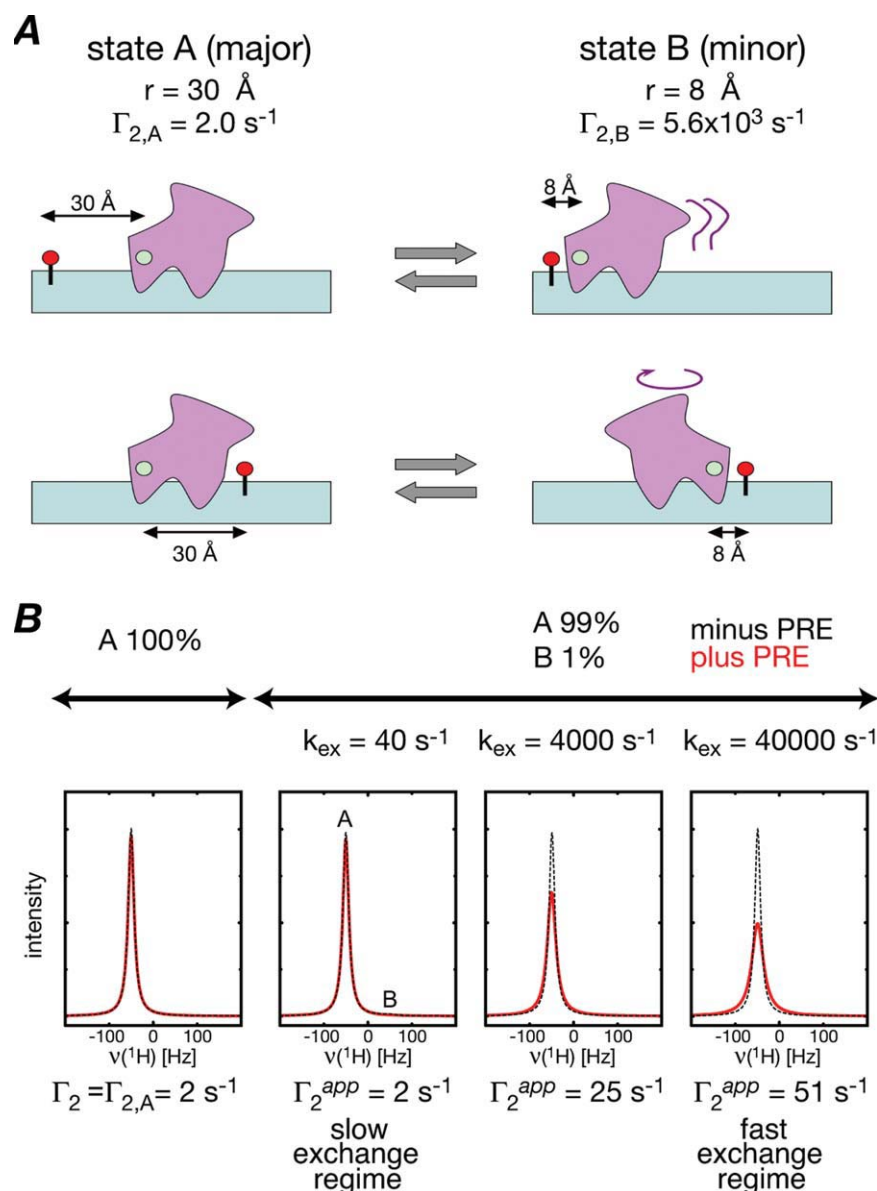 A
state A (major)
r = 30 Å
Γ2,A = 2.0 s⁻¹
state B (minor)
r = 8 Å
Γ2,B = 5.6x10³ s⁻¹
30 Å
8 Å
30 Å
8 Å
B
A 100%
A 99%
B 1%
minus PRE
plus PRE
kex = 40 s⁻¹
kex = 4000 s⁻¹
kex = 40000 s⁻¹
intensity
A
B
-100 0 100
-100 0 100
-100 0 100
-100 0 100
ν(¹H) [Hz]
ν(¹H) [Hz]
ν(¹H) [Hz]
ν(¹H) [Hz]
Γ2 =Γ2,A= 2 s⁻¹
Γ2app = 2 s⁻¹
Γ2app = 25 s⁻¹
Γ2app = 51 s⁻¹
slow
exchange
regime
fast
exchange
regime